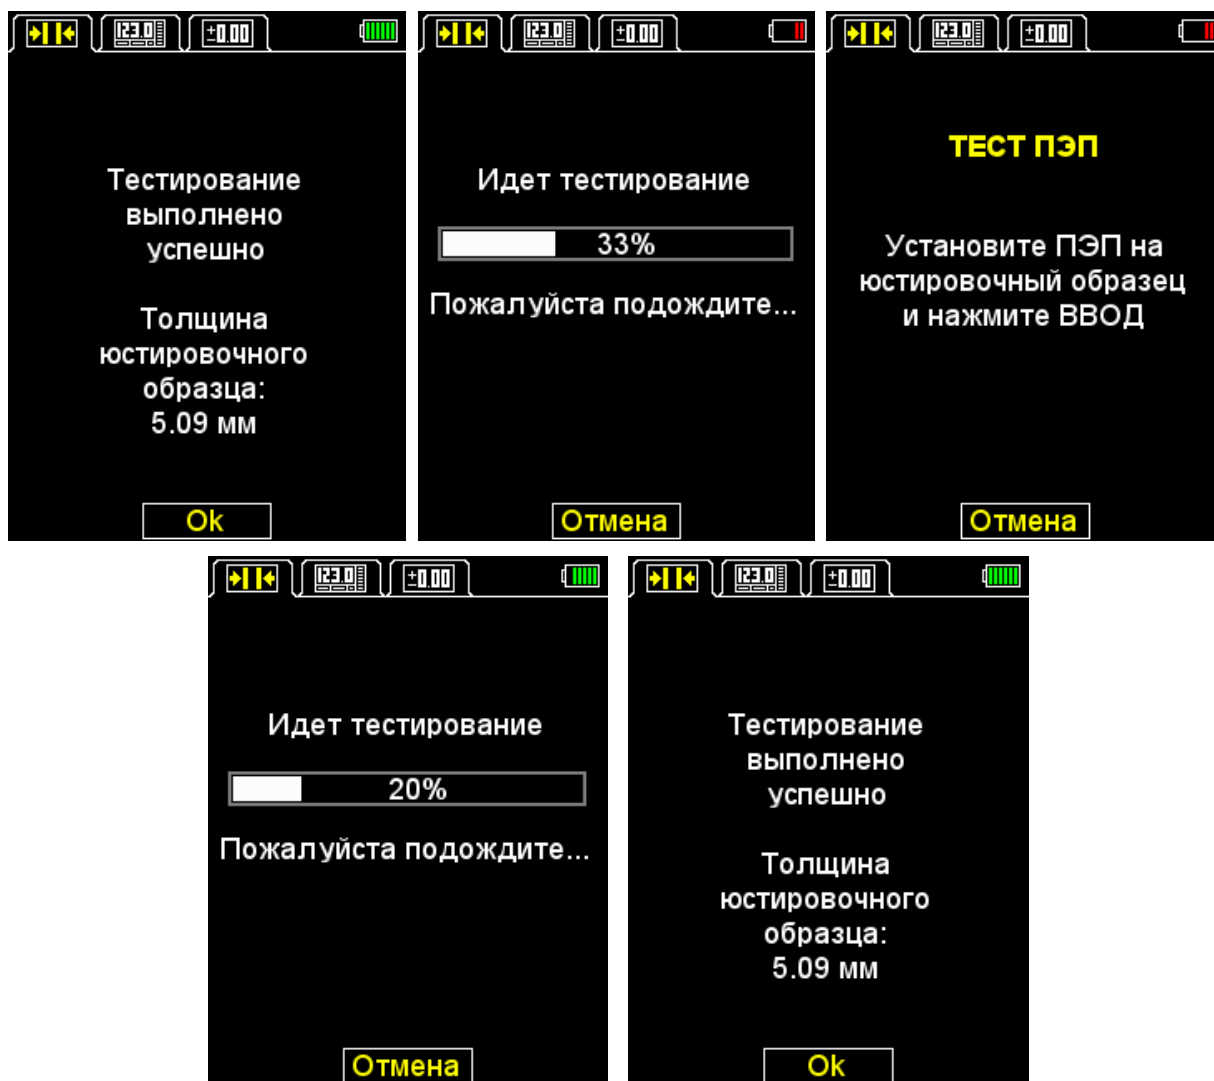 123.0
±0.00
Тестирование
выполнено
успешно
Толщина
юстировочного
образца:
5.09 мм
Ok
123.0
±0.00
Идет тестирование
33%
Пожалуйста подождите...
Отмена
123.0
±0.00
ТЕСТ ПЭП
Установите ПЭП на
юстировочный образец
и нажмите ВВОД
Отмена
123.0
±0.00
Идет тестирование
20%
Пожалуйста подождите...
Отмена
123.0
±0.00
Тестирование
выполнено
успешно
Толщина
юстировочного
образца:
5.09 мм
Ok